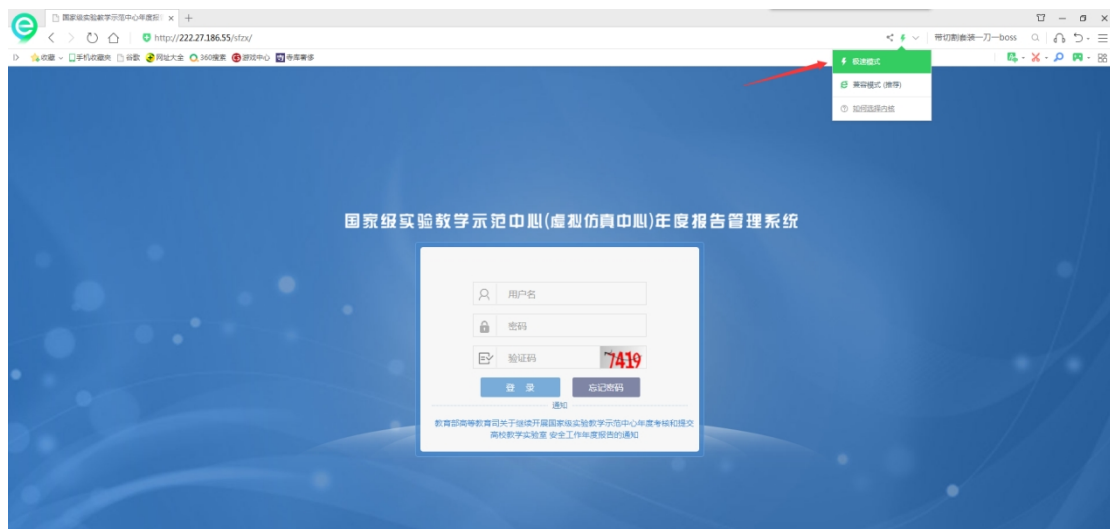 国家级实验教学示范中心年度报告
http://222.27.186.55/sfzx/
带切割套装一刀一boss
收藏 手机收藏夹 谷歌 网址大全 360搜索 游戏中心
极速模式
兼容模式 (推荐)
如何选择内核
国家级实验教学示范中心(虚拟仿真中心)年度报告管理系统
用户名
密码
验证码 7419
登 录 忘记密码
通知
教育部高等教育司关于继续开展国家级实验教学示范中心年度考核和提交
高校教学实验室 安全工作年度报告的通知